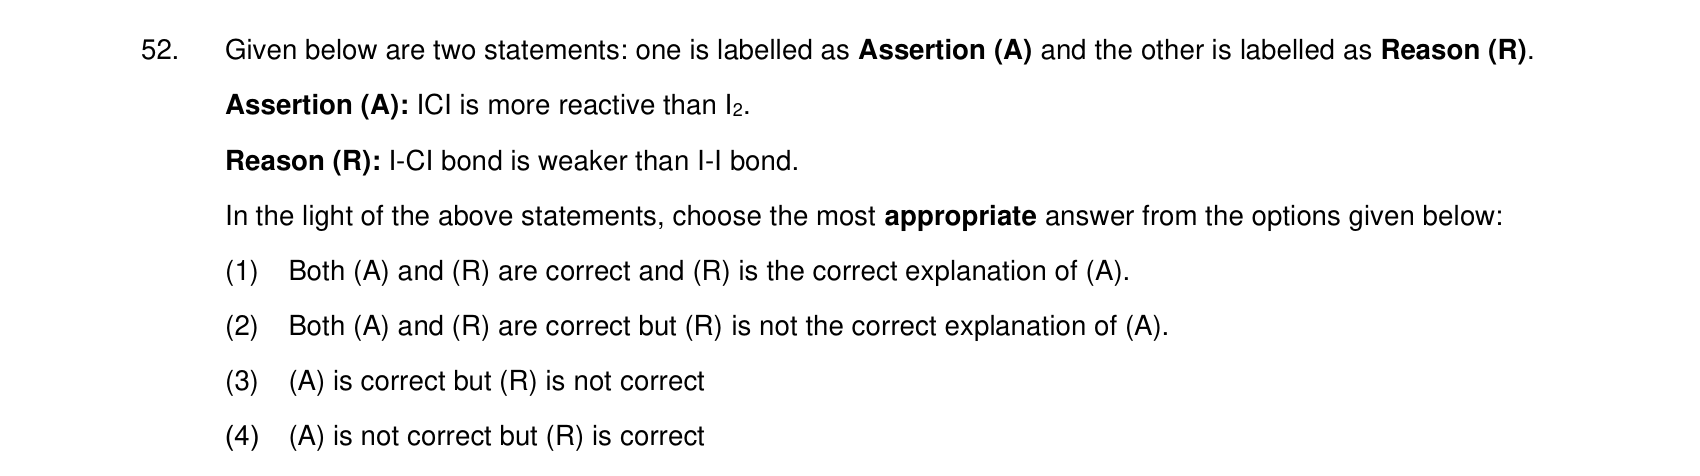 52. Given below are two statements: one is labelled as Assertion (A) and the other is labelled as Reason (R).
Assertion (A): ICI is more reactive than I₂.
Reason (R): I-CI bond is weaker than I-I bond.
In the light of the above statements, choose the most appropriate answer from the options given below:
(1) Both (A) and (R) are correct and (R) is the correct explanation of (A).
(2) Both (A) and (R) are correct but (R) is not the correct explanation of (A).
(3) (A) is correct but (R) is not correct
(4) (A) is not correct but (R) is correct